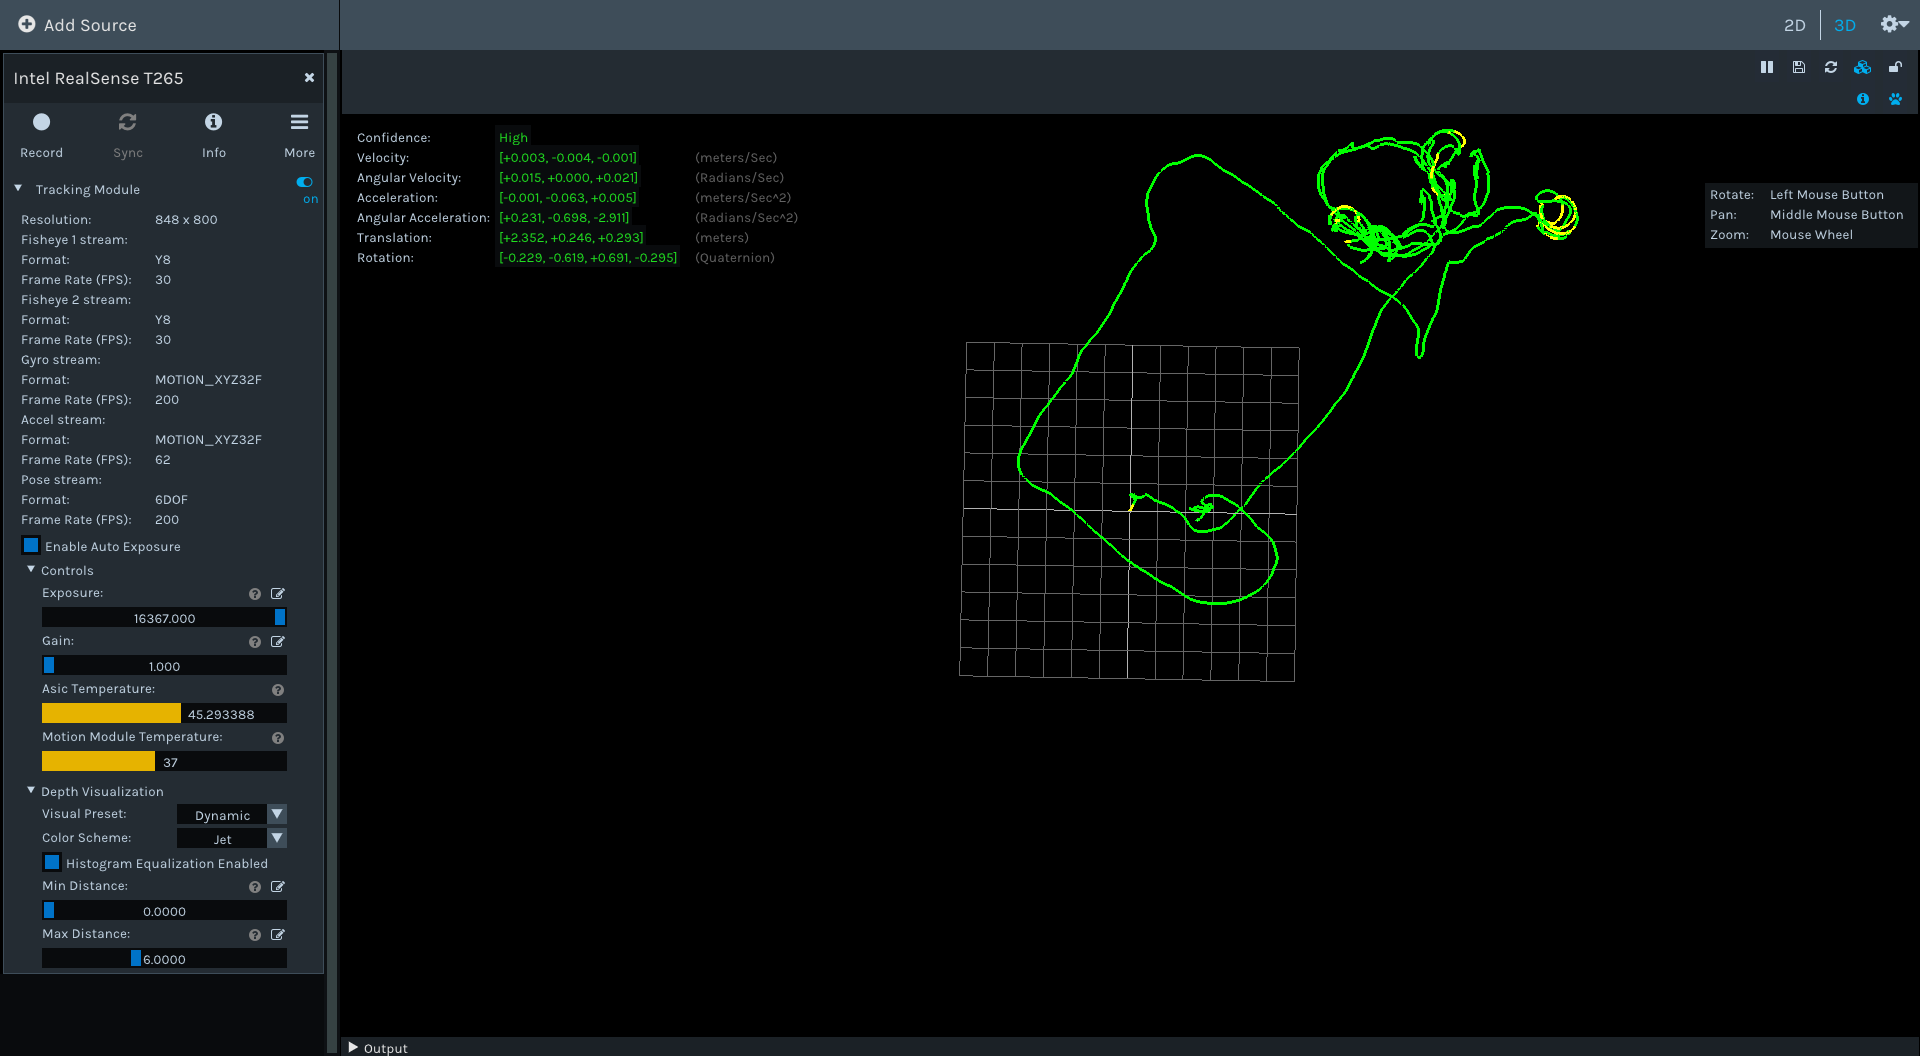 Add Source
2D 3D
Intel RealSense T265
Record Sync Info More
Tracking Module
on
Resolution: 848 x 800
Fisheye 1 stream:
Format: Y8
Frame Rate (FPS): 30
Fisheye 2 stream:
Format: Y8
Frame Rate (FPS): 30
Gyro stream:
Format: MOTION_XYZ32F
Frame Rate (FPS): 200
Accel stream:
Format: MOTION_XYZ32F
Frame Rate (FPS): 62
Pose stream:
Format: 6DOF
Frame Rate (FPS): 200
Enable Auto Exposure
Controls
Exposure:
16367.000
Gain:
1.000
Asic Temperature:
45.293388
Motion Module Temperature:
37
Depth Visualization
Visual Preset: Dynamic
Color Scheme: Jet
Histogram Equalization Enabled
Min Distance:
0.0000
Max Distance:
6.0000
Confidence: High
Velocity: [+0.003, -0.004, -0.001] (meters/Sec)
Angular Velocity: [+0.015, +0.000, +0.021] (Radians/Sec)
Acceleration: [-0.001, -0.063, +0.005] (meters/Sec^2)
Angular Acceleration: [+0.231, -0.698, -2.911] (Radians/Sec^2)
Translation: [+2.352, +0.246, +0.293] (meters)
Rotation: [-0.229, -0.619, +0.691, -0.295] (Quaternion)
Rotate: Left Mouse Button
Pan: Middle Mouse Button
Zoom: Mouse Wheel
Output